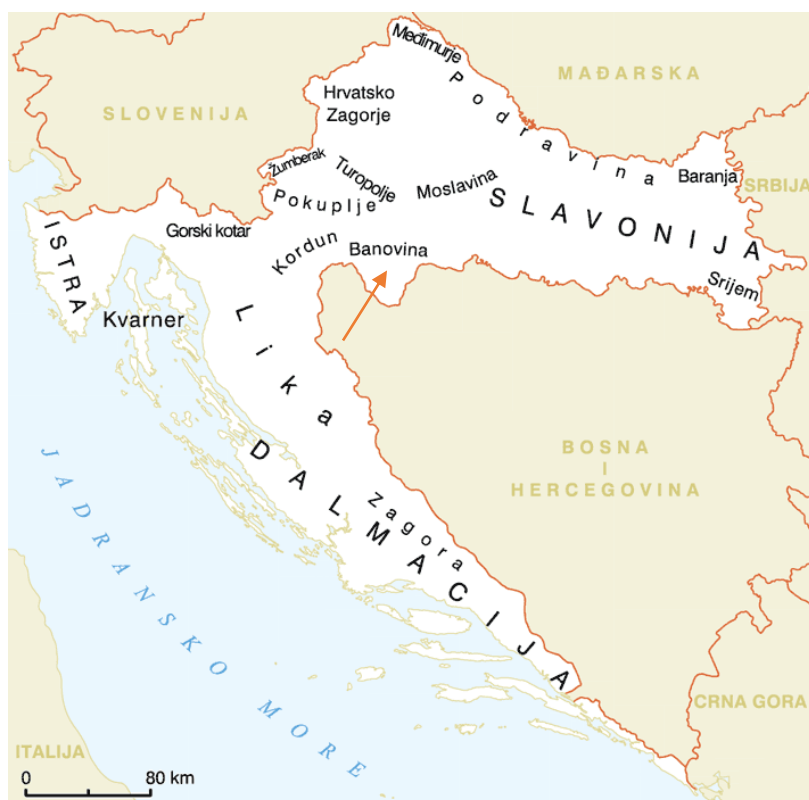 Međimurje
Podravina
MAĐARSKA
SLOVENIJA
Hrvatsko
Zagorje
Žumberak
Turopolje
Moslavina
Baranja
SRBIJA
Pokuplje
SLAVONIJA
ISTRA
Gorski kotar
Kordun
Banovina
Srijem
Kvarner
Lika
BOSNA
I
HERCEGOVINA
DALMACIJA
Zagora
JADRANSKO MORE
CRNA GORA
ITALIJA
0 80 km